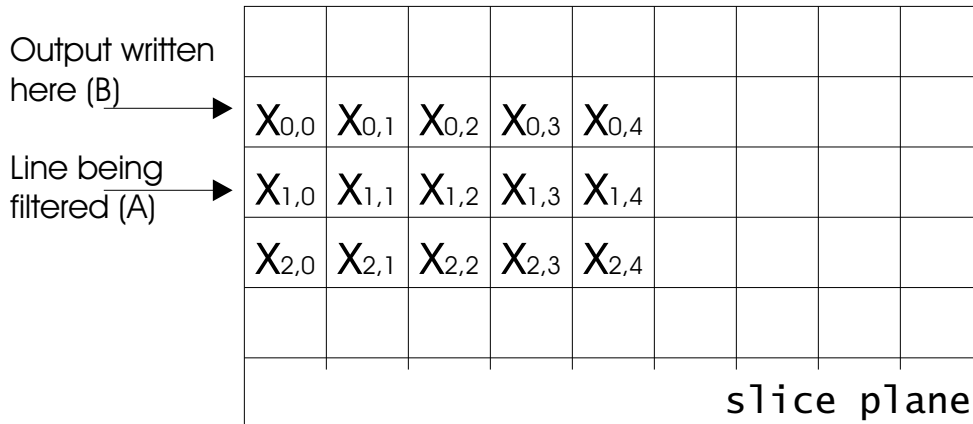 Output written
here (B)
X0,0 X0,1 X0,2 X0,3 X0,4
Line being
filtered (A)
X1,0 X1,1 X1,2 X1,3 X1,4
X2,0 X2,1 X2,2 X2,3 X2,4
slice plane